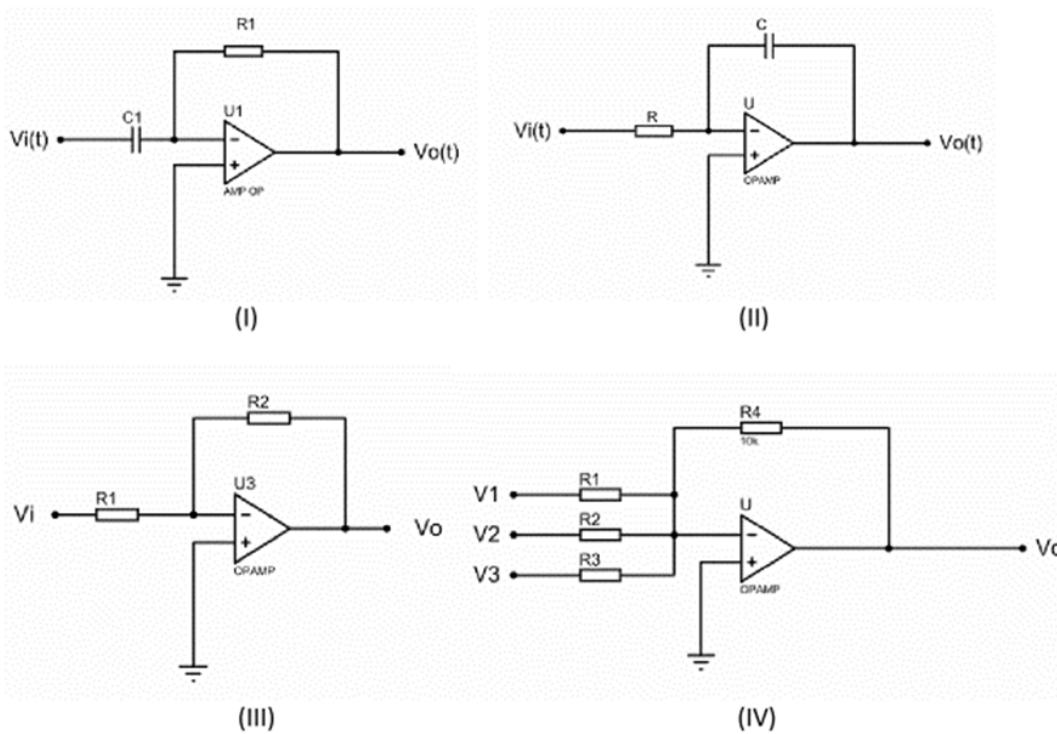 R1
C1
U1
Vi(t)
Vo(t)
AMP OP
(I)
C
R
U
Vi(t)
Vo(t)
OPAMP
(II)
R2
R1
U3
Vi
Vo
OPAMP
(III)
R4
10k
V1
R1
V2
R2
V3
R3
U
OPAMP
Vo
(IV)